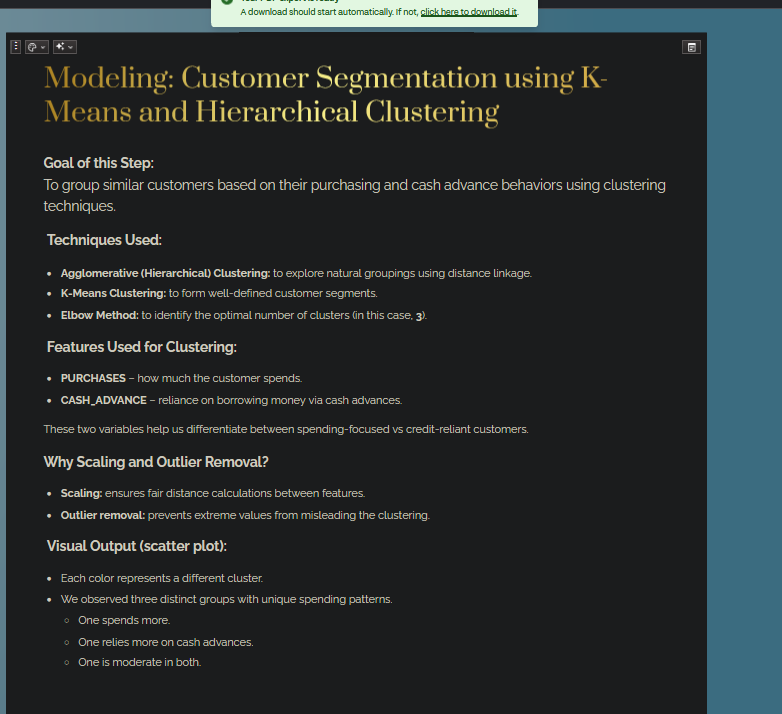 A download should start automatically. If not, click here to download it.
Modeling: Customer Segmentation using K-
Means and Hierarchical Clustering
Goal of this Step:
To group similar customers based on their purchasing and cash advance behaviors using clustering
techniques.
Techniques Used:
• Agglomerative (Hierarchical) Clustering: to explore natural groupings using distance linkage.
• K-Means Clustering: to form well-defined customer segments.
• Elbow Method: to identify the optimal number of clusters (in this case, 3).
Features Used for Clustering:
• PURCHASES – how much the customer spends.
• CASH_ADVANCE – reliance on borrowing money via cash advances.
These two variables help us differentiate between spending-focused vs credit-reliant customers.
Why Scaling and Outlier Removal?
• Scaling: ensures fair distance calculations between features.
• Outlier removal: prevents extreme values from misleading the clustering.
Visual Output (scatter plot):
• Each color represents a different cluster.
• We observed three distinct groups with unique spending patterns.
○ One spends more.
○ One relies more on cash advances.
○ One is moderate in both.